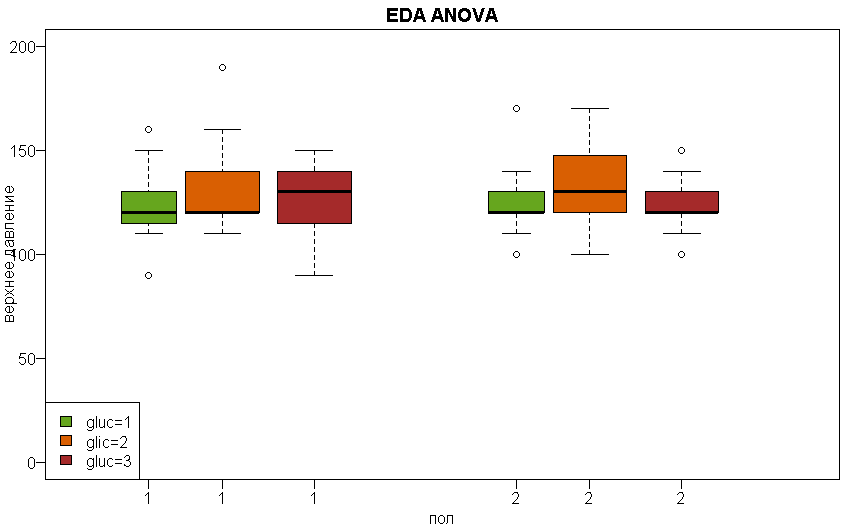 EDA ANOVA
200
150
100
50
0
верхнее давление
gluc=1
glic=2
gluc=3
1 1 1 2 2 2
пол